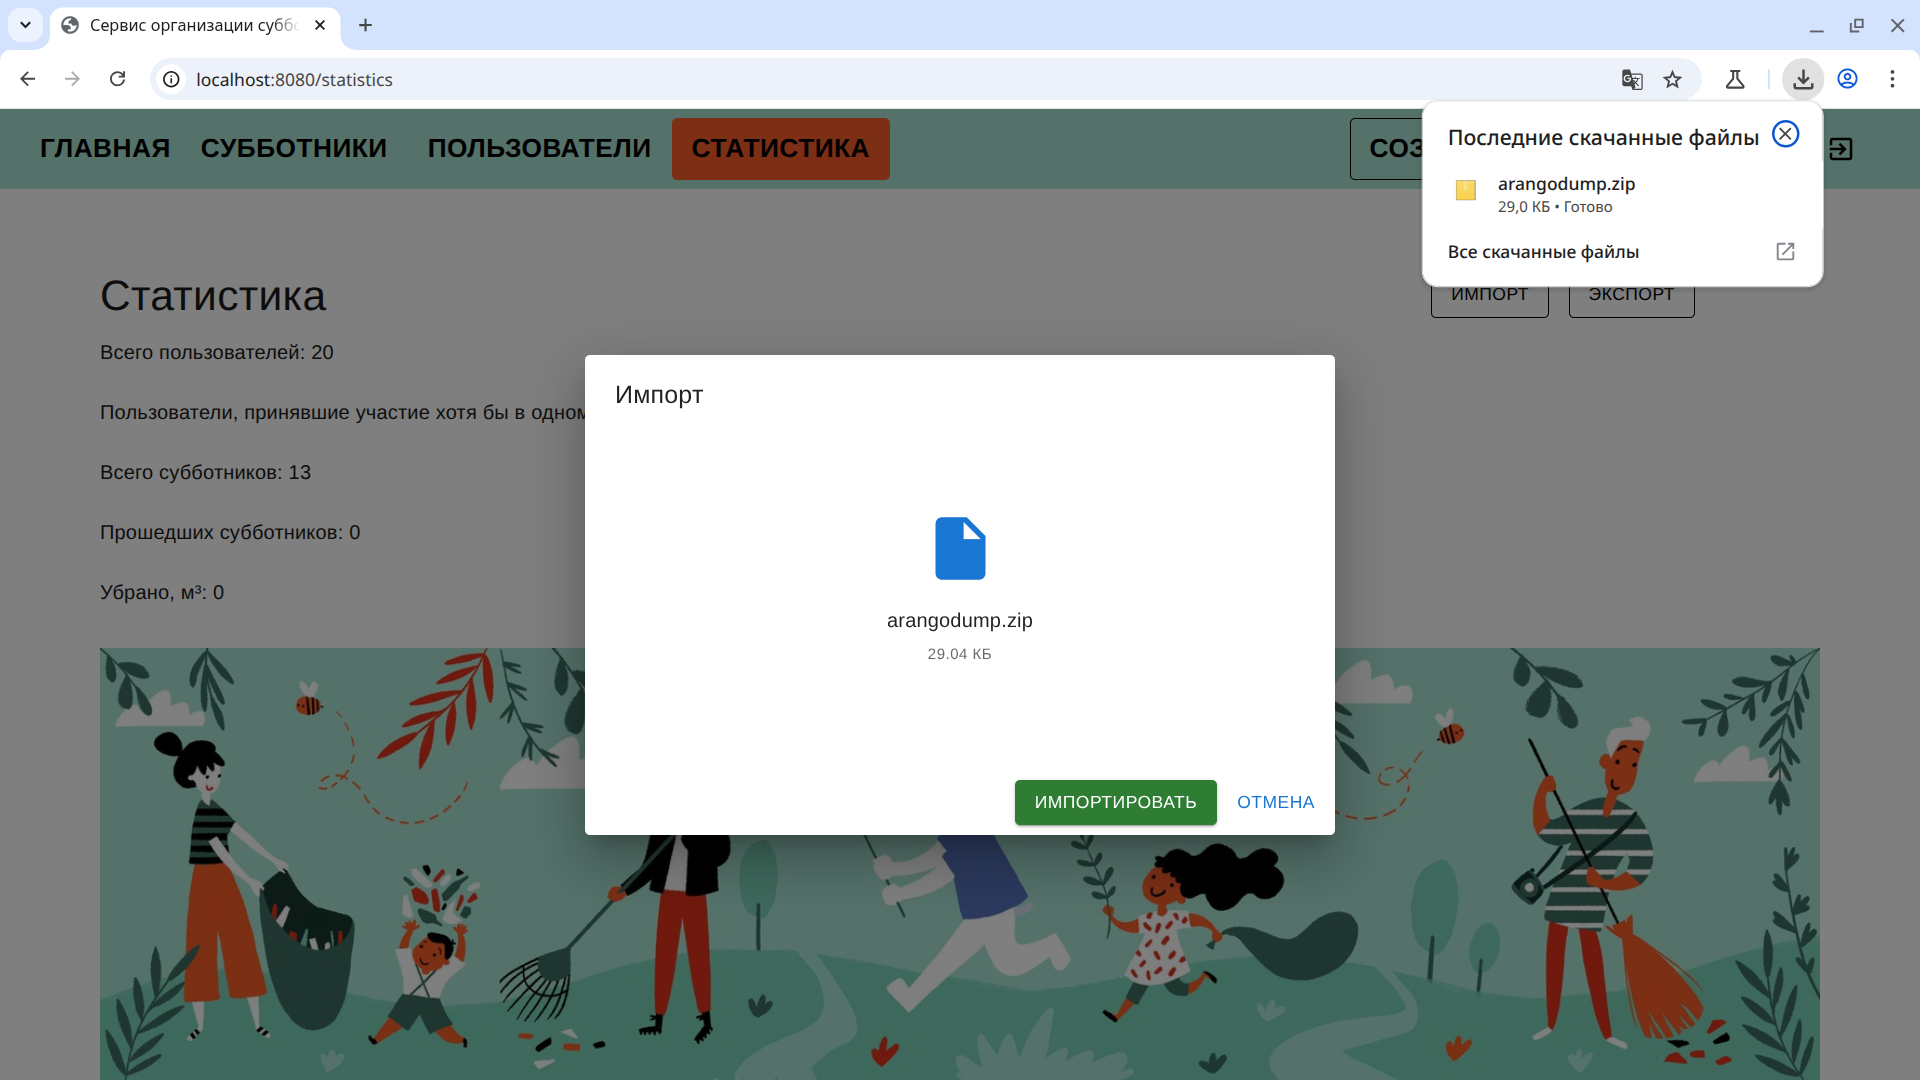 Сервис организации суббо
localhost:8080/statistics
ГЛАВНАЯ СУББОТНИКИ ПОЛЬЗОВАТЕЛИ СТАТИСТИКА СОЗ
Последние скачанные файлы
arangodump.zip
29,0 КБ • Готово
Все скачанные файлы
Статистика
ИМПОРТ ЭКСПОРТ
Всего пользователей: 20
Пользователи, принявшие участие хотя бы в одном
Всего субботников: 13
Прошедших субботников: 0
Убрано, м³: 0
Импорт
arangodump.zip
29.04 КБ
ИМПОРТИРОВАТЬ ОТМЕНА